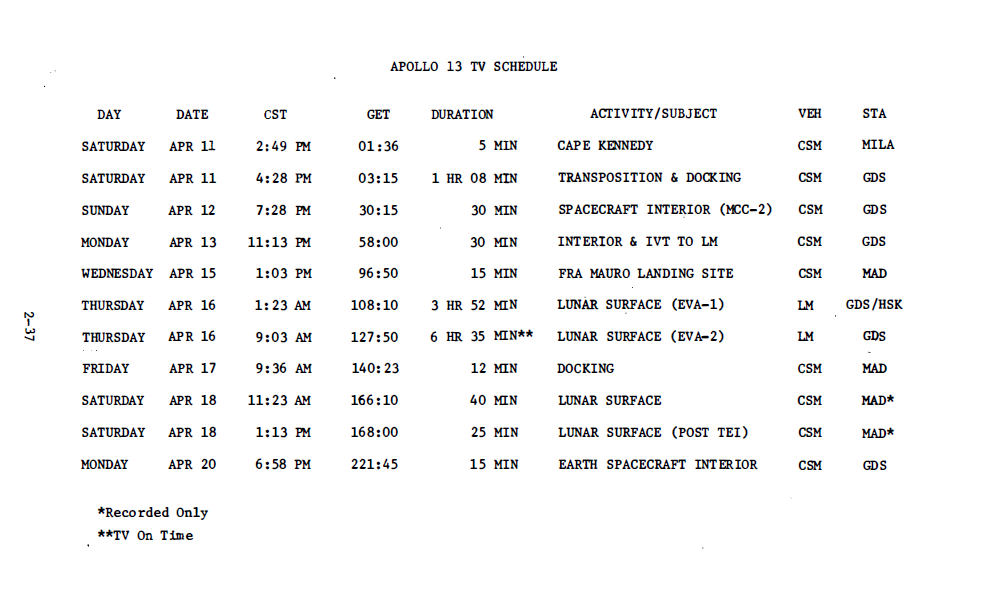 APOLLO 13 TV SCHEDULE
DAY DATE CST GET DURATION ACTIVITY/SUBJECT VEH STA
SATURDAY APR 11 2:49 PM 01:36 5 MIN CAPE KENNEDY CSM MILA
SATURDAY APR 11 4:28 PM 03:15 1 HR 08 MIN TRANSPOSITION & DOCKING CSM GDS
SUNDAY APR 12 7:28 PM 30:15 30 MIN SPACECRAFT INTERIOR (MCC-2) CSM GDS
MONDAY APR 13 11:13 PM 58:00 30 MIN INTERIOR & IVT TO LM CSM GDS
WEDNESDAY APR 15 1:03 PM 96:50 15 MIN FRA MAURO LANDING SITE CSM MAD
THURSDAY APR 16 1:23 AM 108:10 3 HR 52 MIN LUNAR SURFACE (EVA-1) LM GDS/HSK
THURSDAY APR 16 9:03 AM 127:50 6 HR 35 MIN** LUNAR SURFACE (EVA-2) LM GDS
FRIDAY APR 17 9:36 AM 140:23 12 MIN DOCKING CSM MAD
SATURDAY APR 18 11:23 AM 166:10 40 MIN LUNAR SURFACE CSM MAD*
SATURDAY APR 18 1:13 PM 168:00 25 MIN LUNAR SURFACE (POST TEI) CSM MAD*
MONDAY APR 20 6:58 PM 221:45 15 MIN EARTH SPACECRAFT INTERIOR CSM GDS
*Recorded Only
**TV On Time
2-37